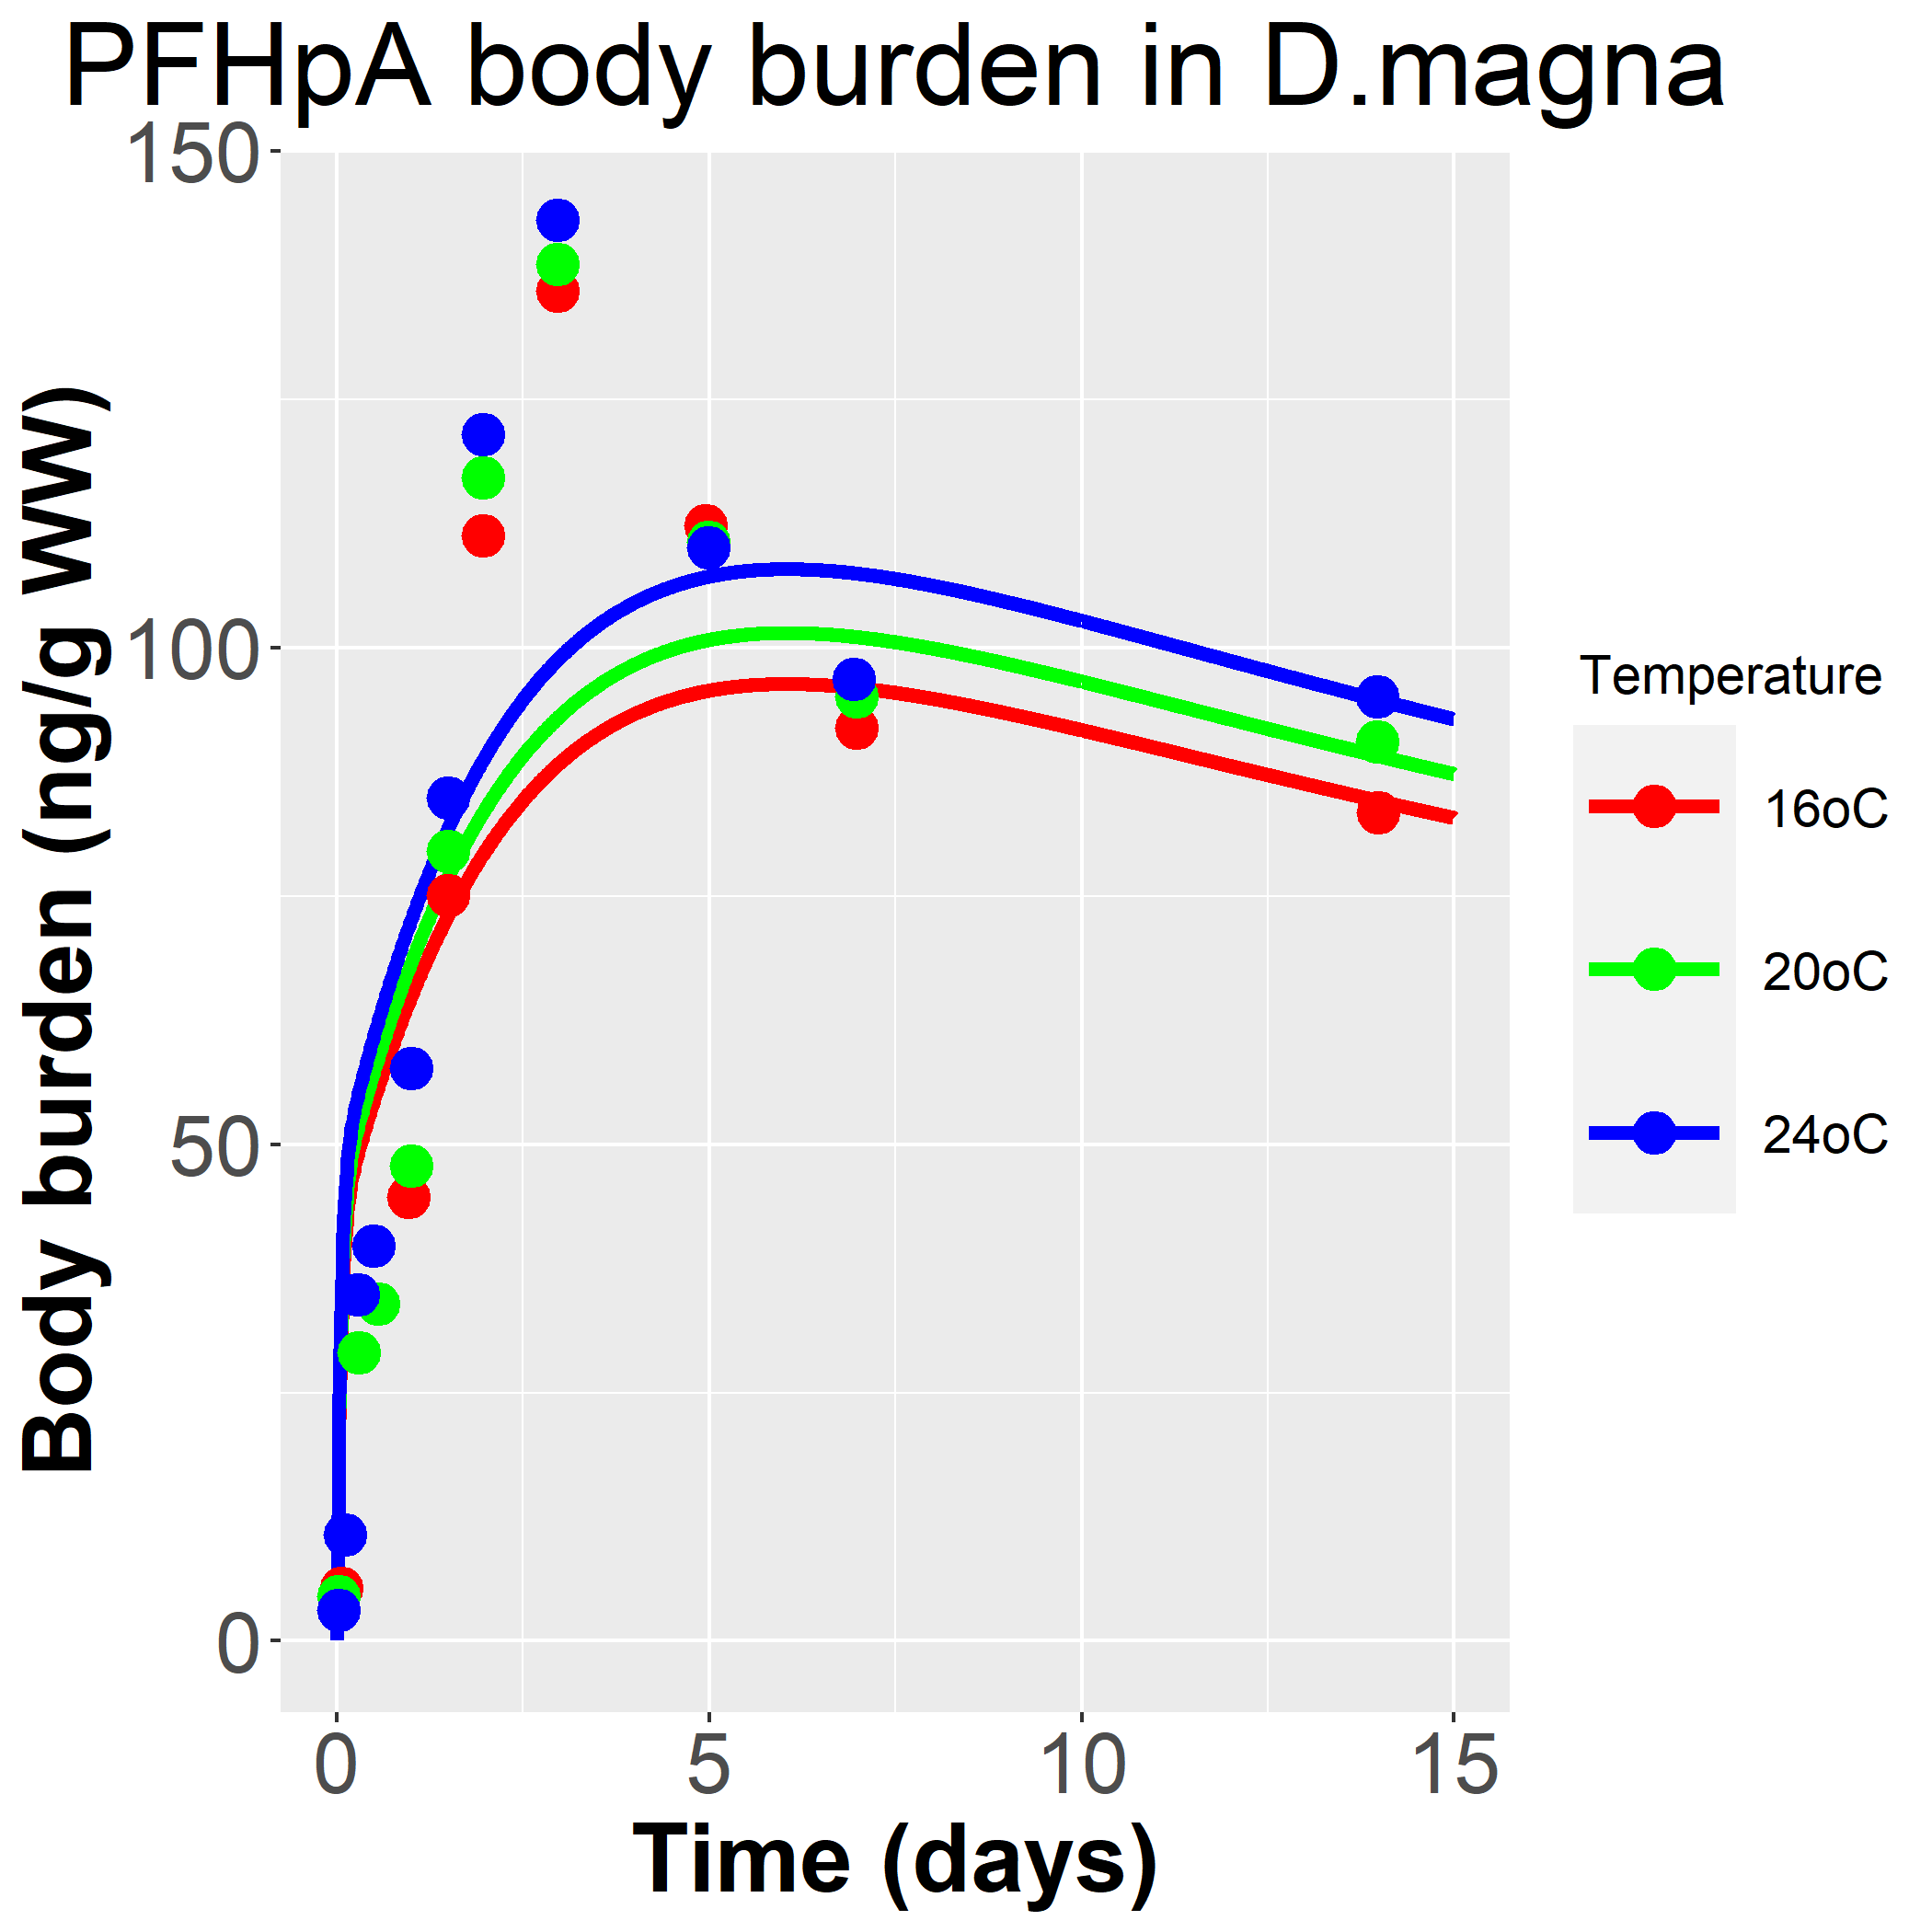 PFHpA body burden in D.magna
150
100
50
0
Body burden (ng/g WW)
0 5 10 15
Time (days)
Temperature
16oC
20oC
24oC